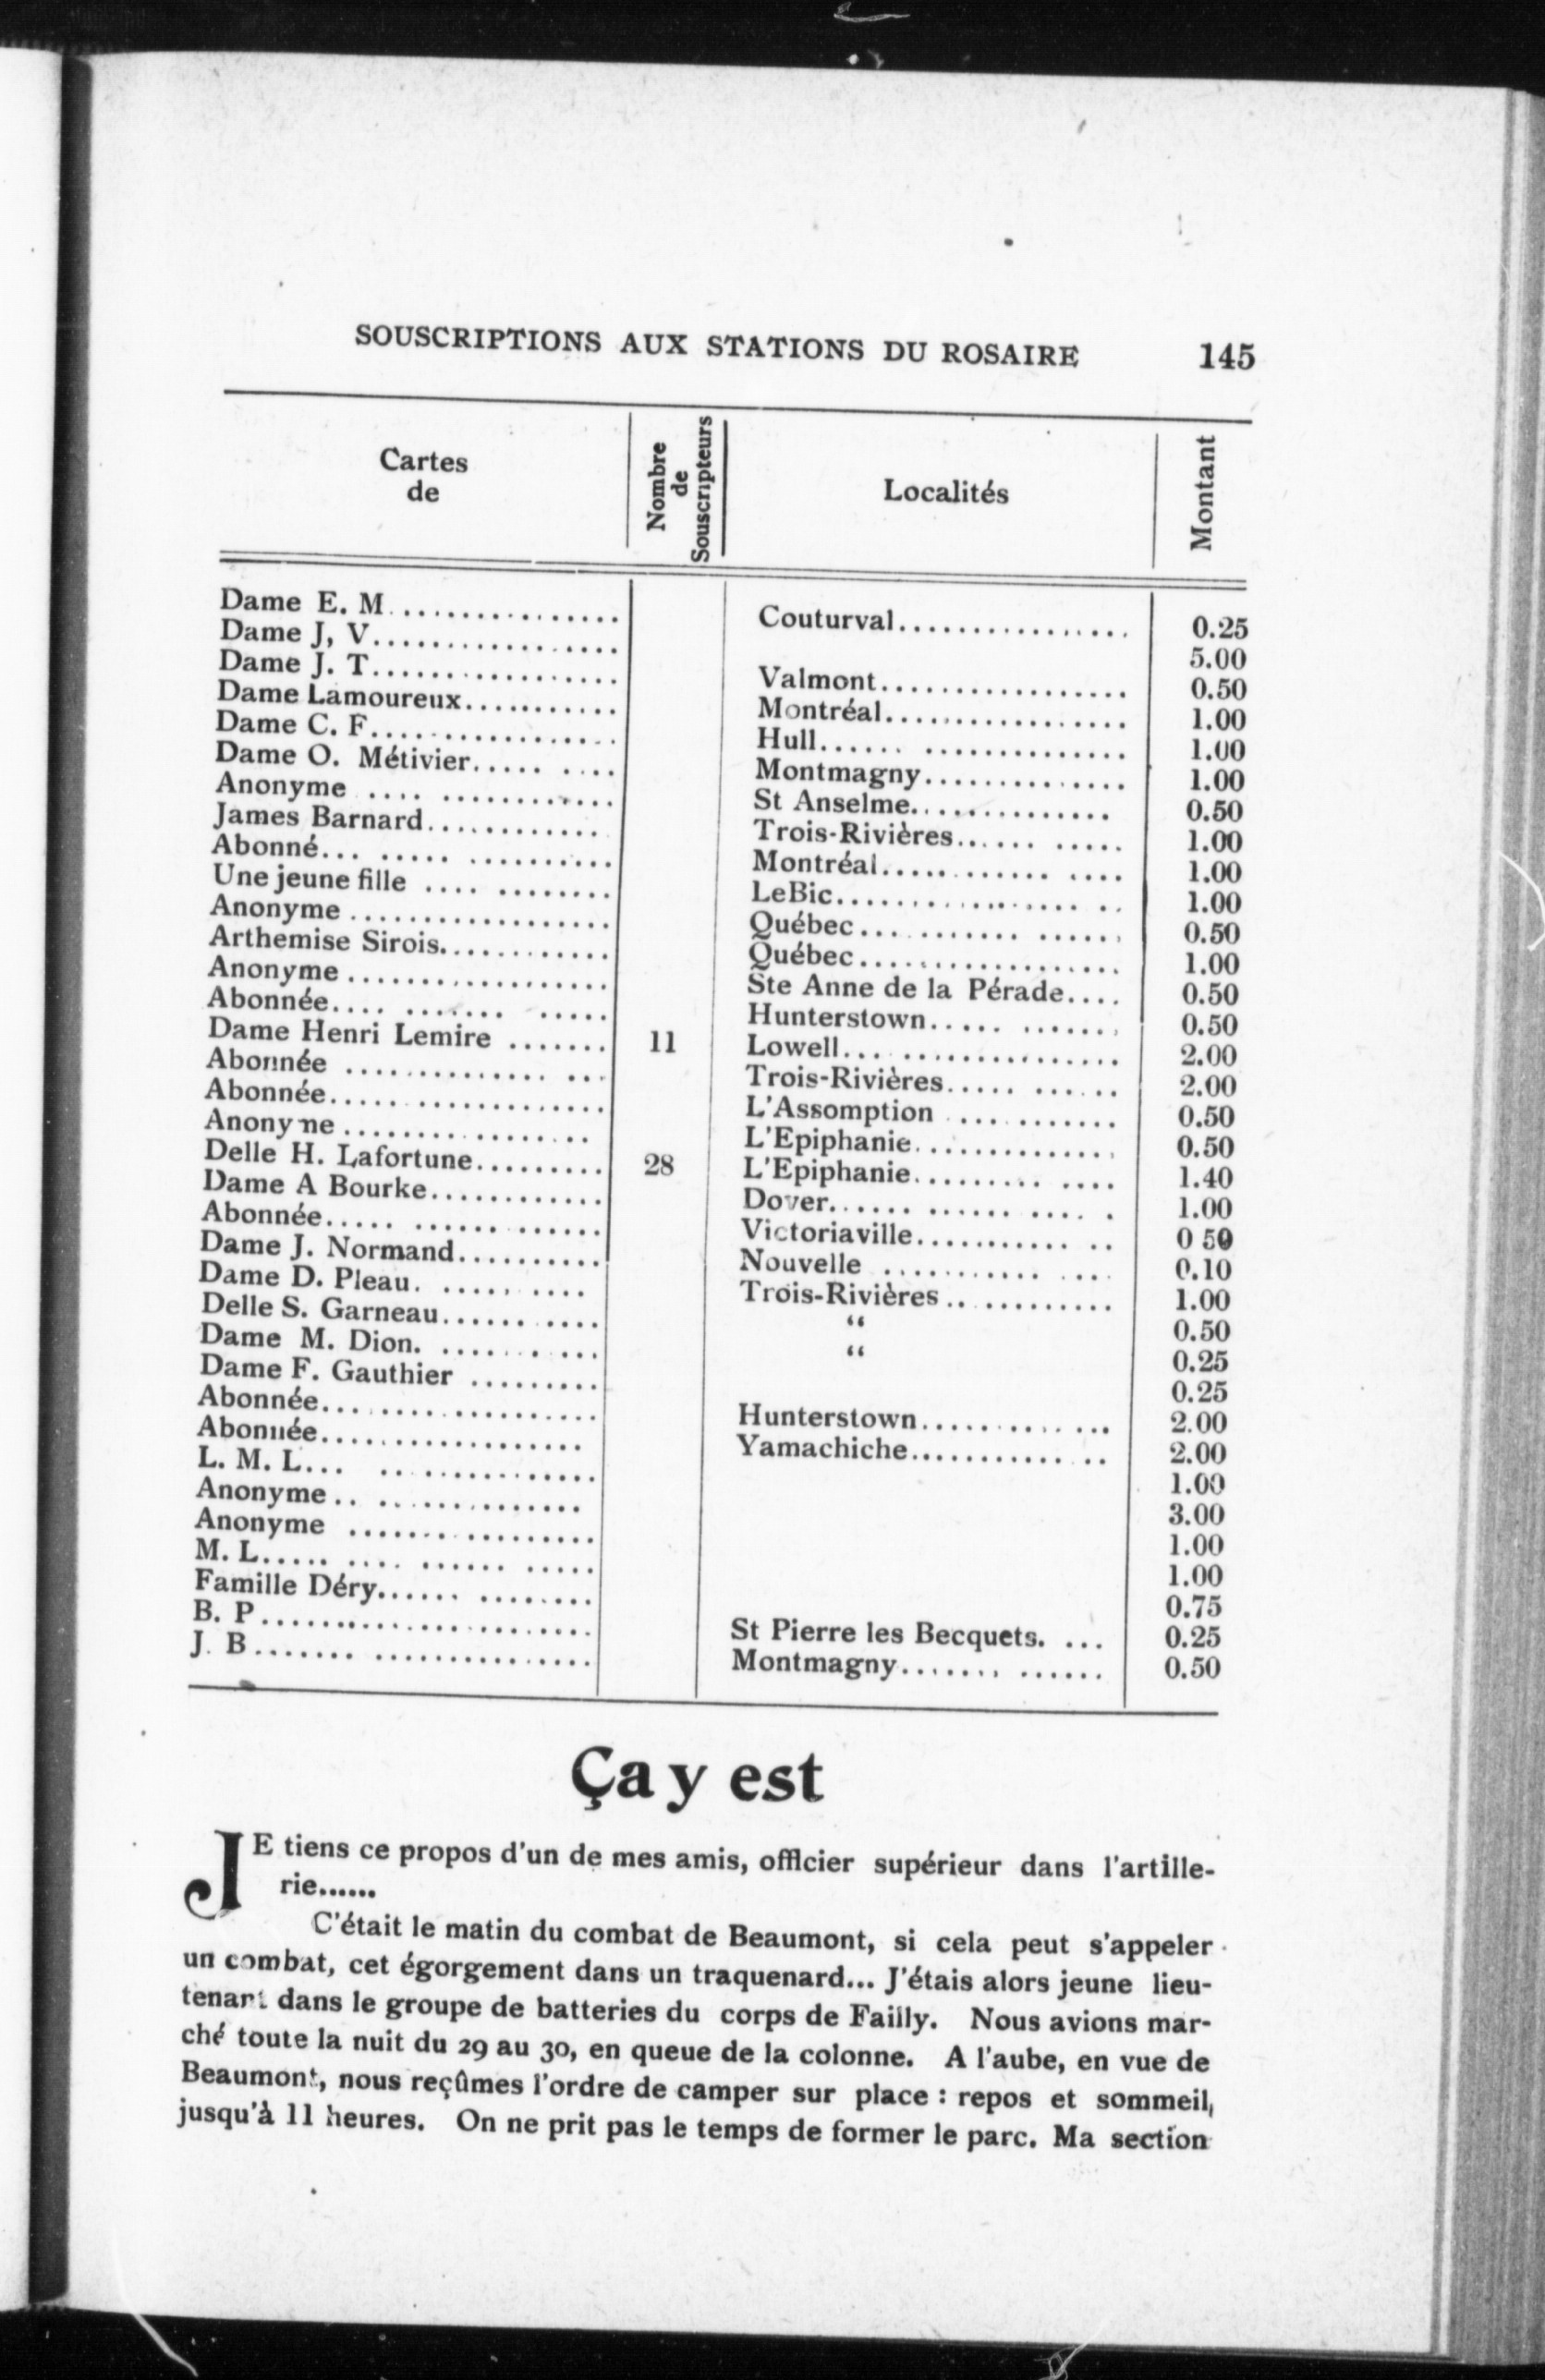 SOUSCRIPTIONS AUX STATIONS DU ROSAIRE 145
Cartes de
Nombre de Souscripteurs
Localités
Montant
Dame E. M................ Couturval................ 0.25
Dame J, V................. 5.00
Dame J. T................. Valmont................. 0.50
Dame Lamoureux........... Montréal................. 1.00
Dame C. F................. Hull...... .............. 1.00
Dame O. Métivier..... .... Montmagny.............. 1.00
Anonyme .... ............ St Anselme.............. 0.50
James Barnard............ Trois-Rivières...... ..... 1.00
Abonné... ..... .......... Montréal............ .... 1.00
Une jeune fille .... ........ LeBic................ .. 1.00
Anonyme .................. Québec... ....... ...... 0.50
Arthemise Sirois............ Québec.................. 1.00
Anonyme .................. Ste Anne de la Pérade.... 0.50
Abonnée.... ....... ..... Hunterstown..... ....... 0.50
Dame Henri Lemire ....... 11 Lowell... ............... 2.00
Abonnée .............. ... Trois-Rivières..... ...... 2.00
Abonnée................... L'Assomption ............ 0.50
Anonyme ................. L'Epiphanie.............. 0.50
Delle H. Lafortune......... 28 L'Epiphanie......... .... 1.40
Dame A Bourke............ Dover...... ...... .... . 1.00
Abonnée..... ...... ...... Victoriaville........... .. 0 50
Dame J. Normand.......... Nouvelle ........... .... 0.10
Dame D. Pleau. .......... Trois-Rivières .. ......... 1.00
Delle S. Garneau...... .... “ 0.50
Dame M. Dion. ........... “ 0.25
Dame F. Gauthier ......... 0.25
Abonnée................... Hunterstown.......... ... 2.00
Abonnée.................. Yamachiche........... .. 2.00
L. M. L... ............... 1.00
Anonyme .. .............. 3.00
Anonyme ................. 1.00
M. L..... .... ...... ..... 1.00
Famille Déry...... ........ 0.75
B. P ...................... St Pierre les Becquets. ... 0.25
J. B....... ............... Montmagny....... ...... 0.50
Ça y est
JE tiens ce propos d'un de mes amis, officier supérieur dans l'artille-
rie......
C'était le matin du combat de Beaumont, si cela peut s'appeler
un combat, cet égorgement dans un traquenard... J'étais alors jeune lieu-
tenant dans le groupe de batteries du corps de Failly. Nous avions mar-
ché toute la nuit du 29 au 30, en queue de la colonne. A l'aube, en vue de
Beaumont, nous reçûmes l'ordre de camper sur place : repos et sommeil,
jusqu'à 11 heures. On ne prit pas le temps de former le parc. Ma section